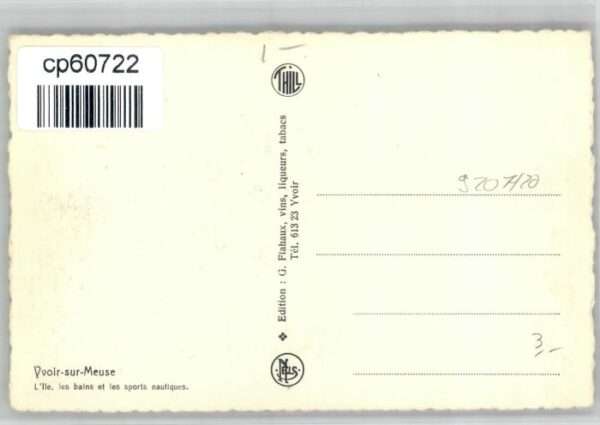 cp60722
1 -
THILL
Edition : G. Flahaux, vins, liqueurs, tabacs
Tél. 613 23 Yvoir
NELS
3,-
Yvoir-sur-Meuse
L'Ile, les bains et les sports nautiques.